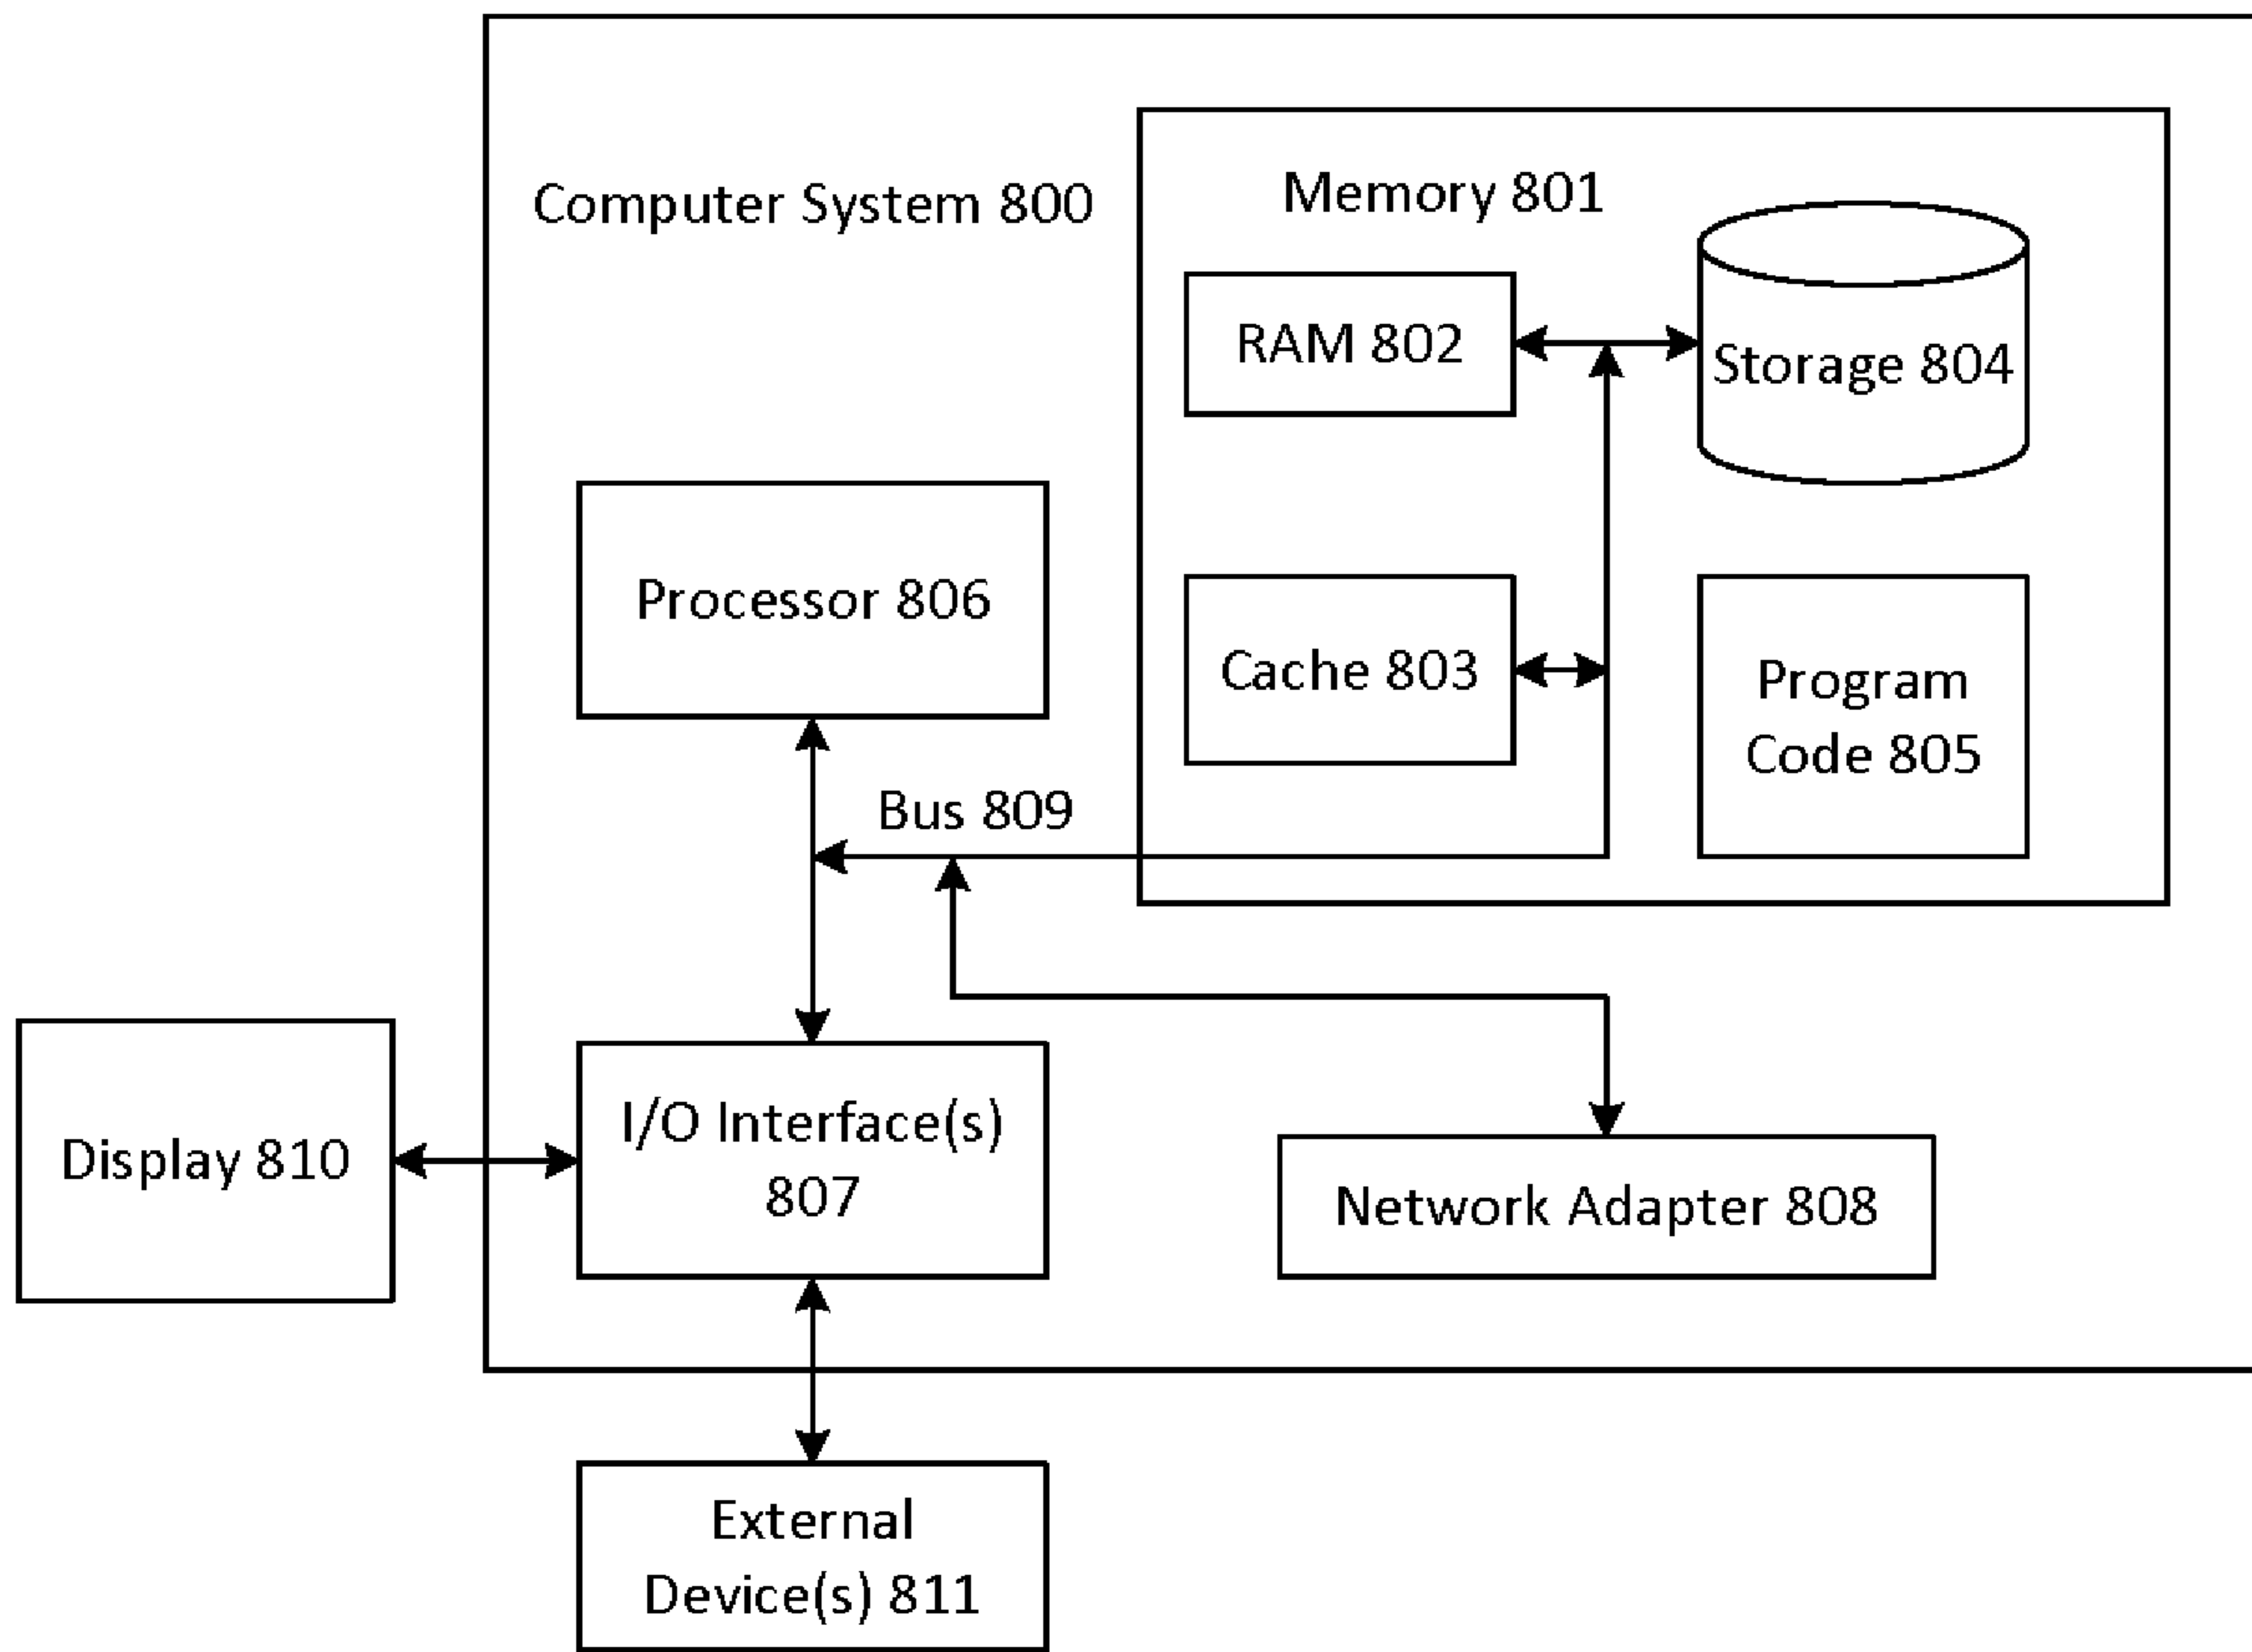 Computer System 800
Memory 801
RAM 802
Storage 804
Processor 806
Cache 803
Program
Code 805
Bus 809
Display 810
I/O Interface(s)
807
Network Adapter 808
External
Device(s) 811